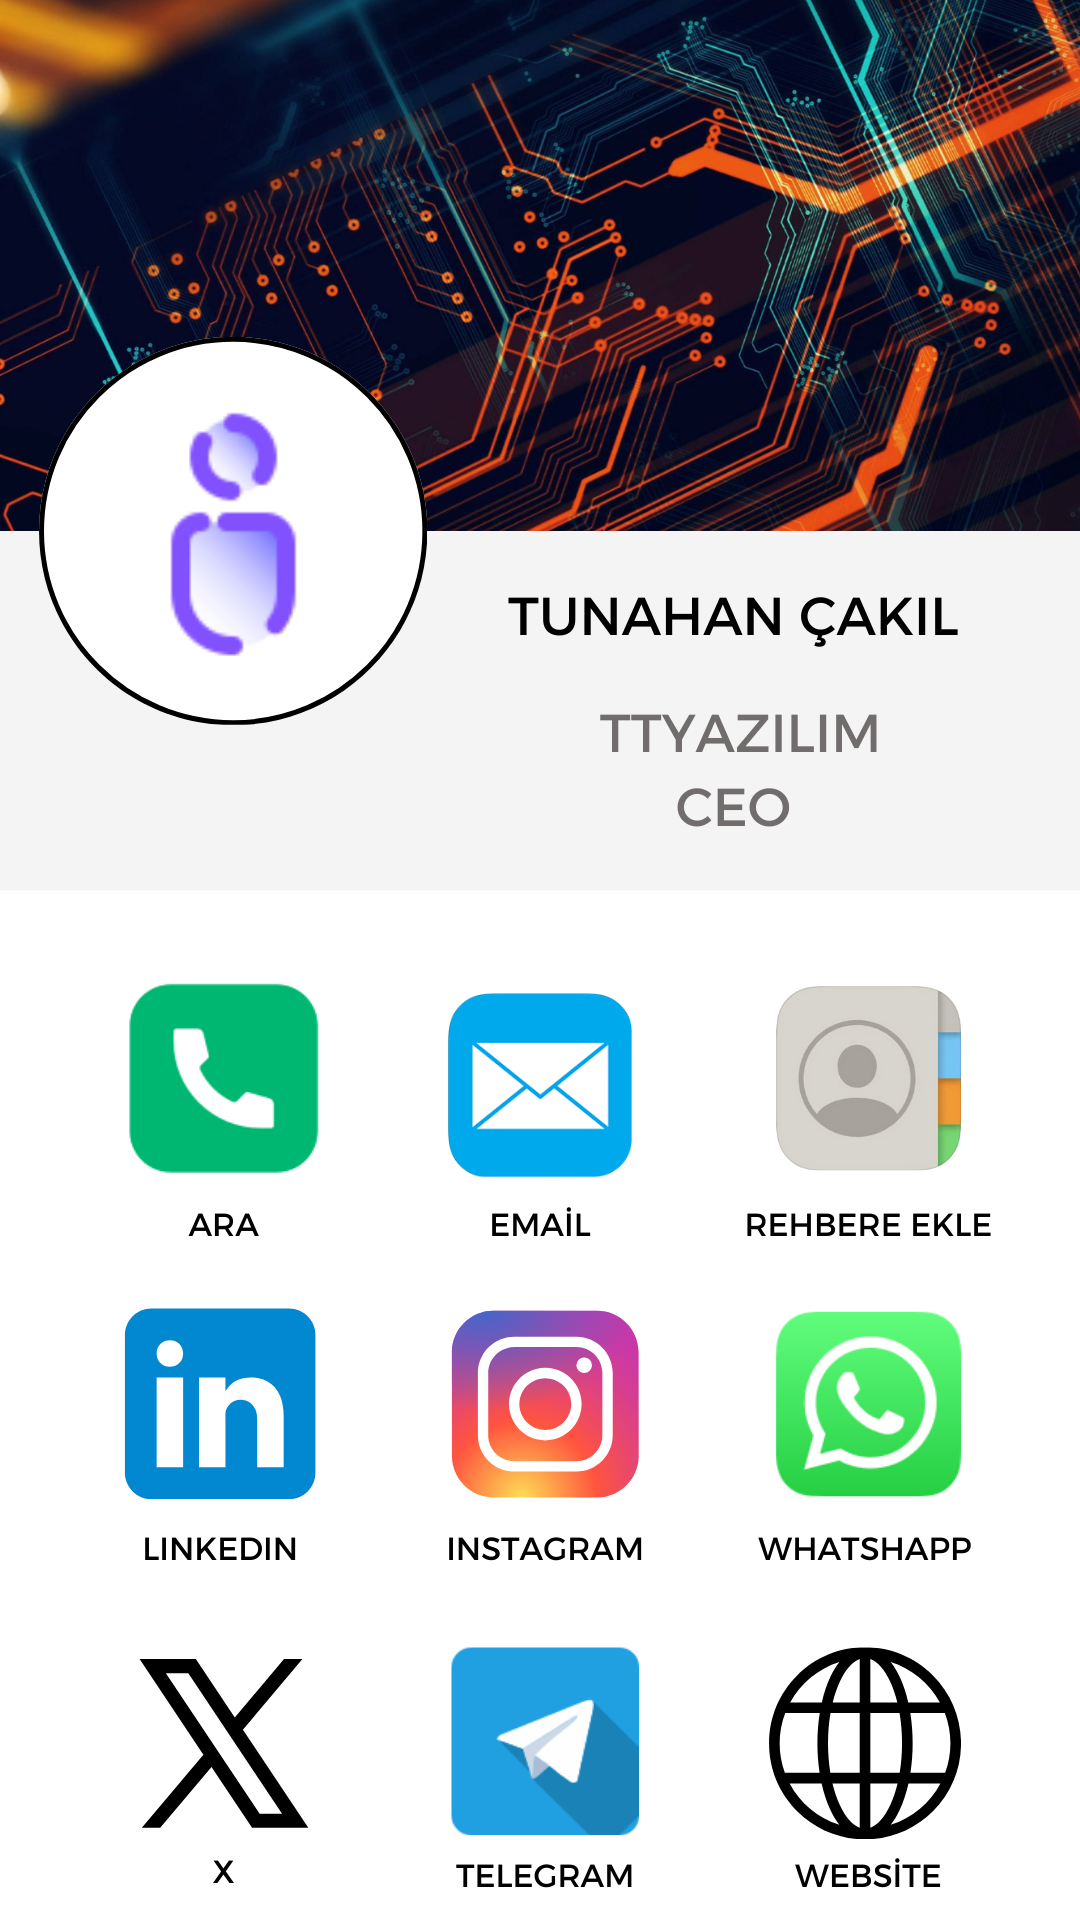 TUNAHAN ÇAKIL
TTYAZILIM
CEO
ARA
EMAİL
REHBERE EKLE
in
LINKEDIN
INSTAGRAM
WHATSHAPP
X
TELEGRAM
WEBSİTE